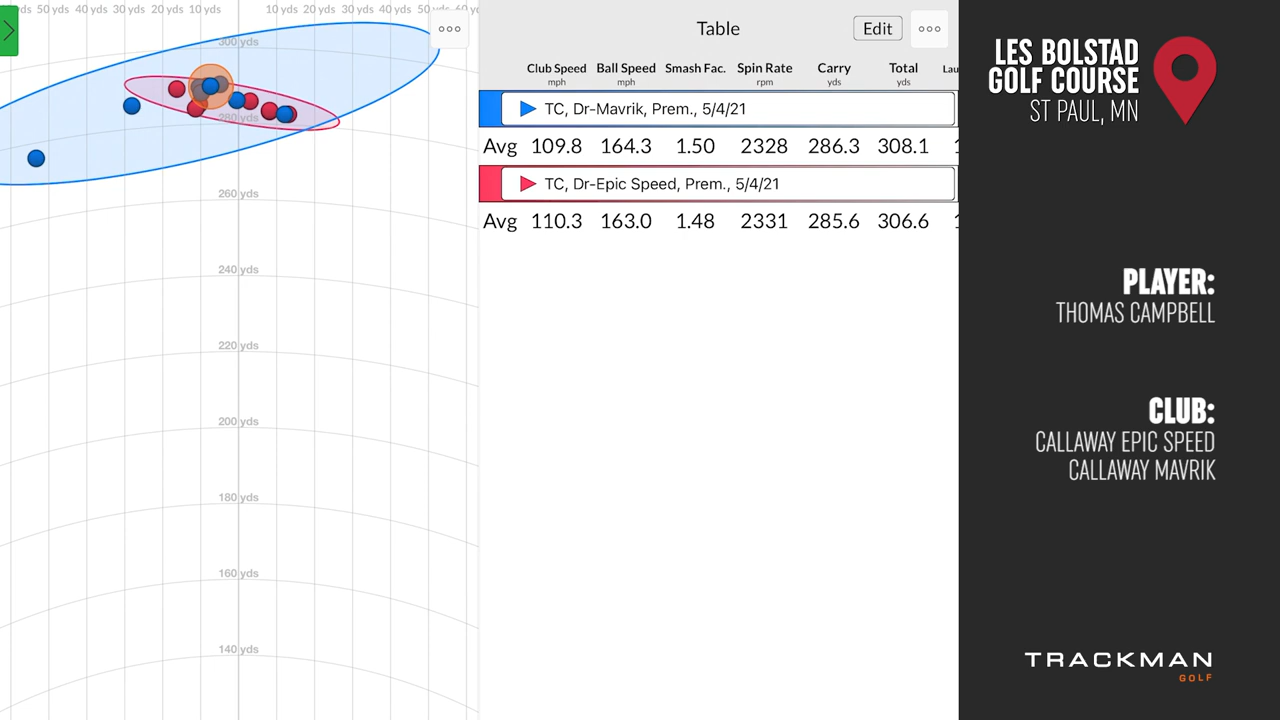 ds 50 yds 40 yds 30 yds 20 yds 10 yds 10 yds 20 yds 30 yds 40 yds 50 y 60 y
300 yds
280 yds
260 yds
240 yds
220 yds
200 yds
180 yds
160 yds
140 yds
Table
Edit
Club Speed Ball Speed Smash Fac. Spin Rate Carry Total Lau
mph mph rpm yds yds
TC, Dr-Mavrik, Prem., 5/4/21
Avg 109.8 164.3 1.50 2328 286.3 308.1 1
TC, Dr-Epic Speed, Prem., 5/4/21
Avg 110.3 163.0 1.48 2331 285.6 306.6 1
LES BOLSTAD
GOLF COURSE
ST PAUL, MN
PLAYER:
THOMAS CAMPBELL
CLUB:
CALLAWAY EPIC SPEED
CALLAWAY MAVRIK
TRACKMAN
GOLF